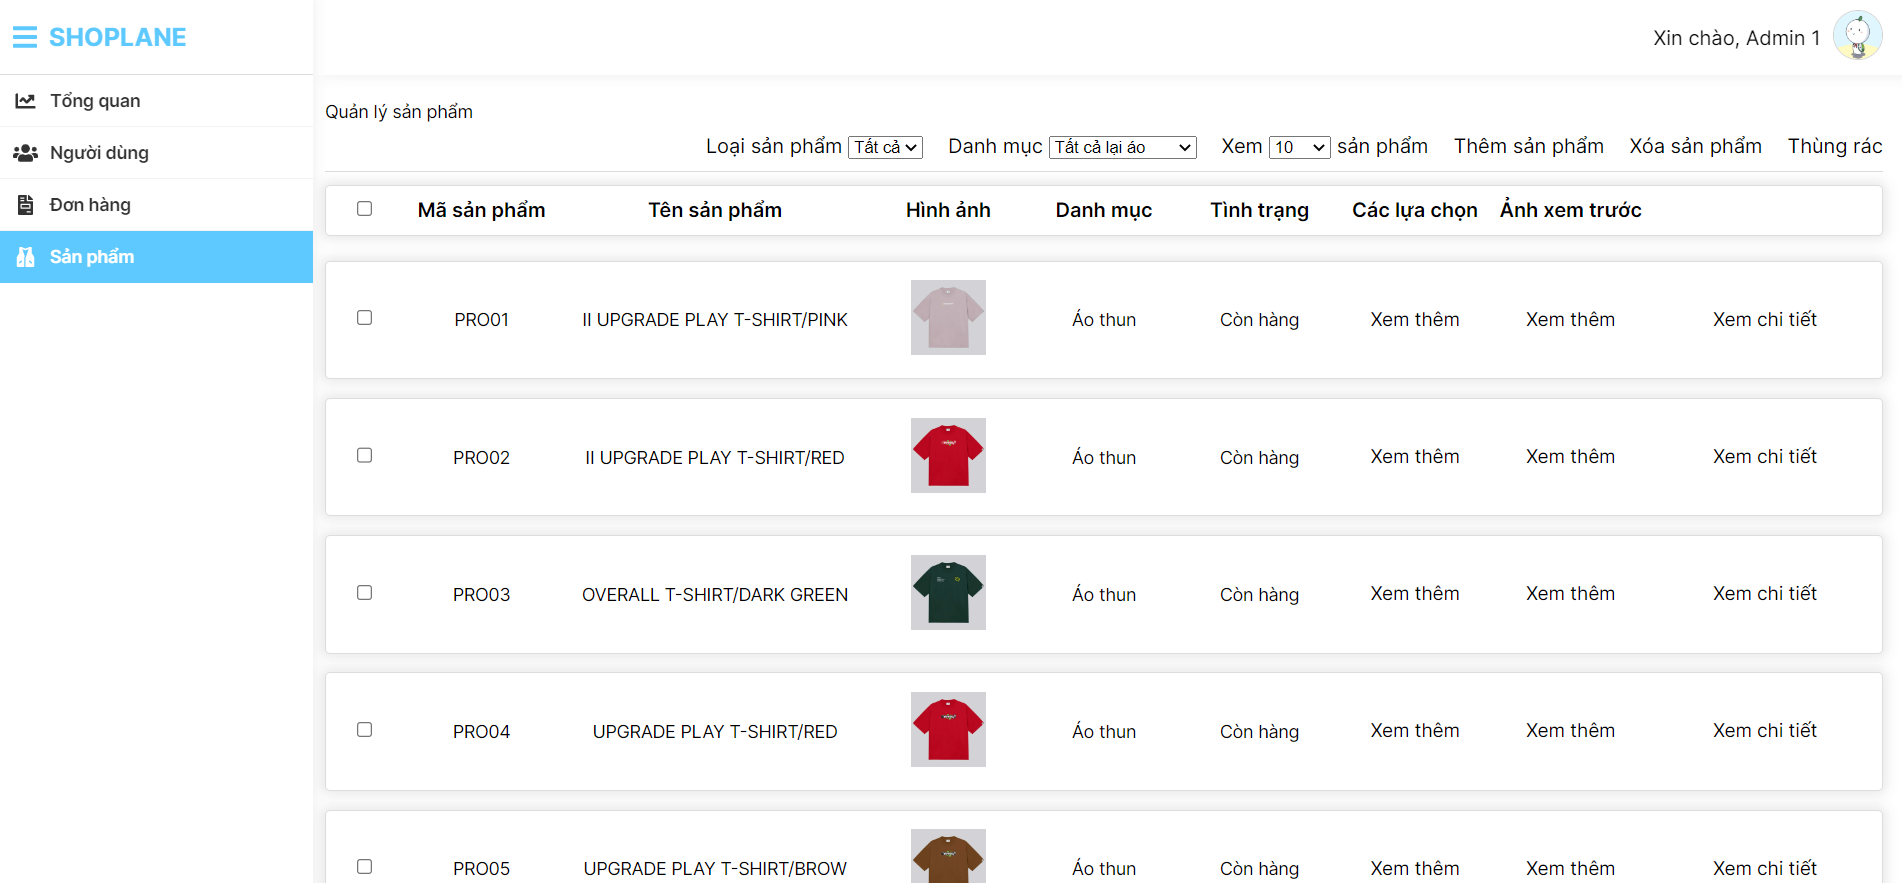 SHOPLANE
Xin chào, Admin 1
Tổng quan
Người dùng
Đơn hàng
Sản phẩm
Quản lý sản phẩm
Loại sản phẩm Tất cả Danh mục Tất cả lại áo Xem 10 sản phẩm Thêm sản phẩm Xóa sản phẩm Thùng rác
Mã sản phẩm Tên sản phẩm Hình ảnh Danh mục Tình trạng Các lựa chọn Ảnh xem trước
PRO01 II UPGRADE PLAY T-SHIRT/PINK Áo thun Còn hàng Xem thêm Xem thêm Xem chi tiết
PRO02 II UPGRADE PLAY T-SHIRT/RED Áo thun Còn hàng Xem thêm Xem thêm Xem chi tiết
PRO03 OVERALL T-SHIRT/DARK GREEN Áo thun Còn hàng Xem thêm Xem thêm Xem chi tiết
PRO04 UPGRADE PLAY T-SHIRT/RED Áo thun Còn hàng Xem thêm Xem thêm Xem chi tiết
PRO05 UPGRADE PLAY T-SHIRT/BROW Áo thun Còn hàng Xem thêm Xem thêm Xem chi tiết